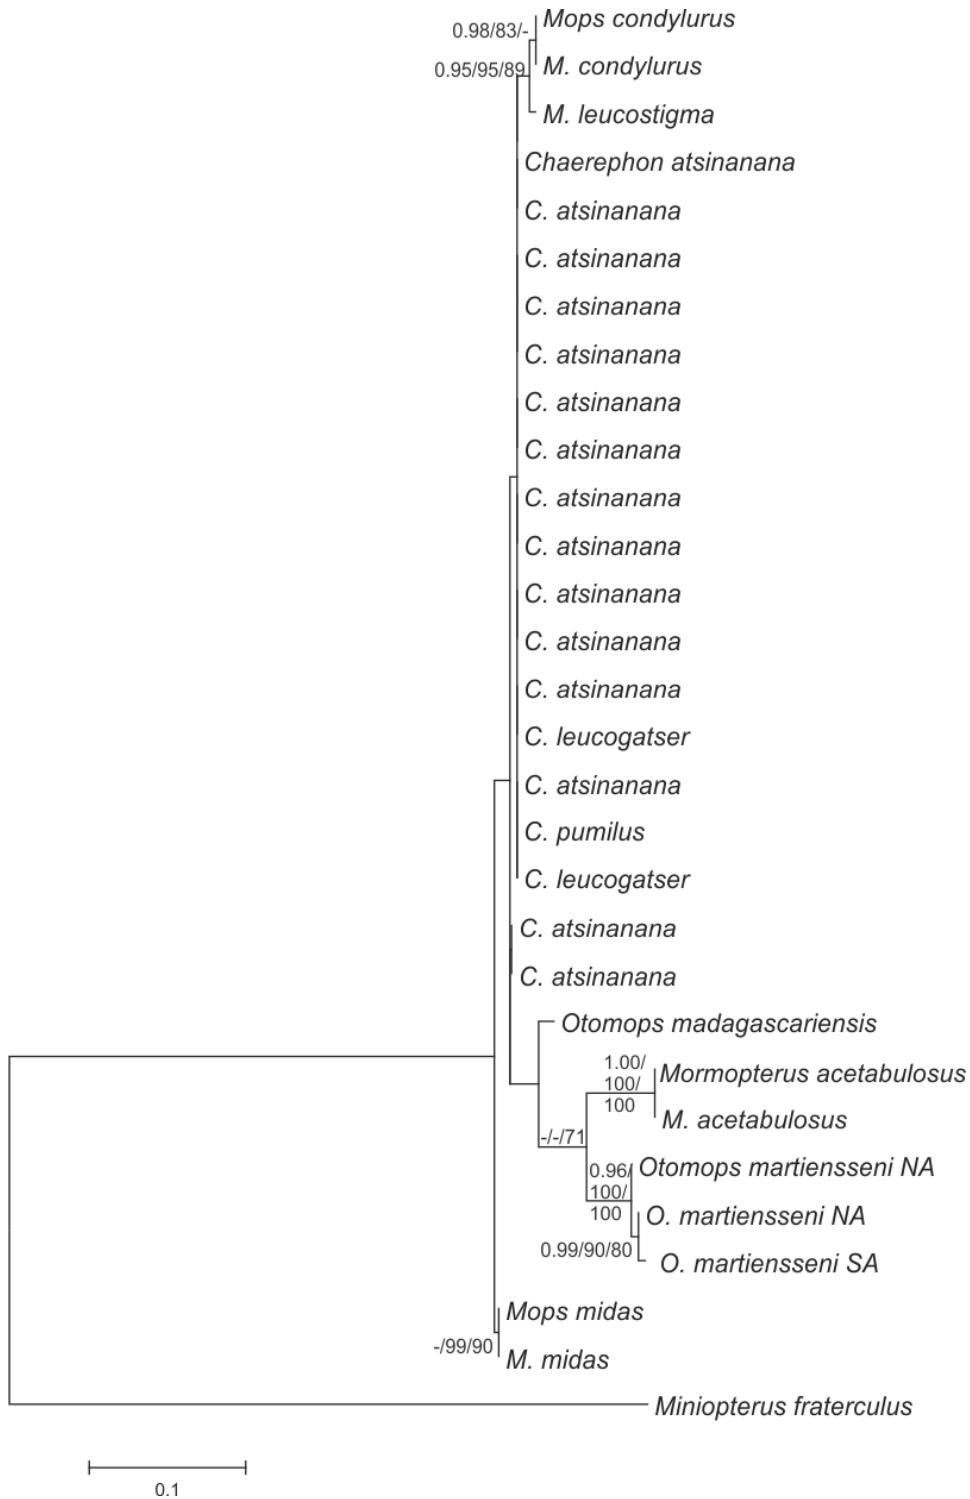 Mops condylurus
0.98/83/-
M. condylurus
0.95/95/89
M. leucostigma
Chaerephon atsinanana
C. atsinanana
C. atsinanana
C. atsinanana
C. atsinanana
C. atsinanana
C. atsinanana
C. atsinanana
C. atsinanana
C. atsinanana
C. atsinanana
C. atsinanana
C. leucogatser
C. atsinanana
C. pumilus
C. leucogatser
C. atsinanana
C. atsinanana
Otomops madagascariensis
1.00/
100/
100
Mormopterus acetabulosus
M. acetabulosus
-/-/71
0.96/
100/
100
Otomops martiensseni NA
O. martiensseni NA
0.99/90/80
O. martiensseni SA
Mops midas
-/99/90
M. midas
Miniopterus fraterculus
0.1